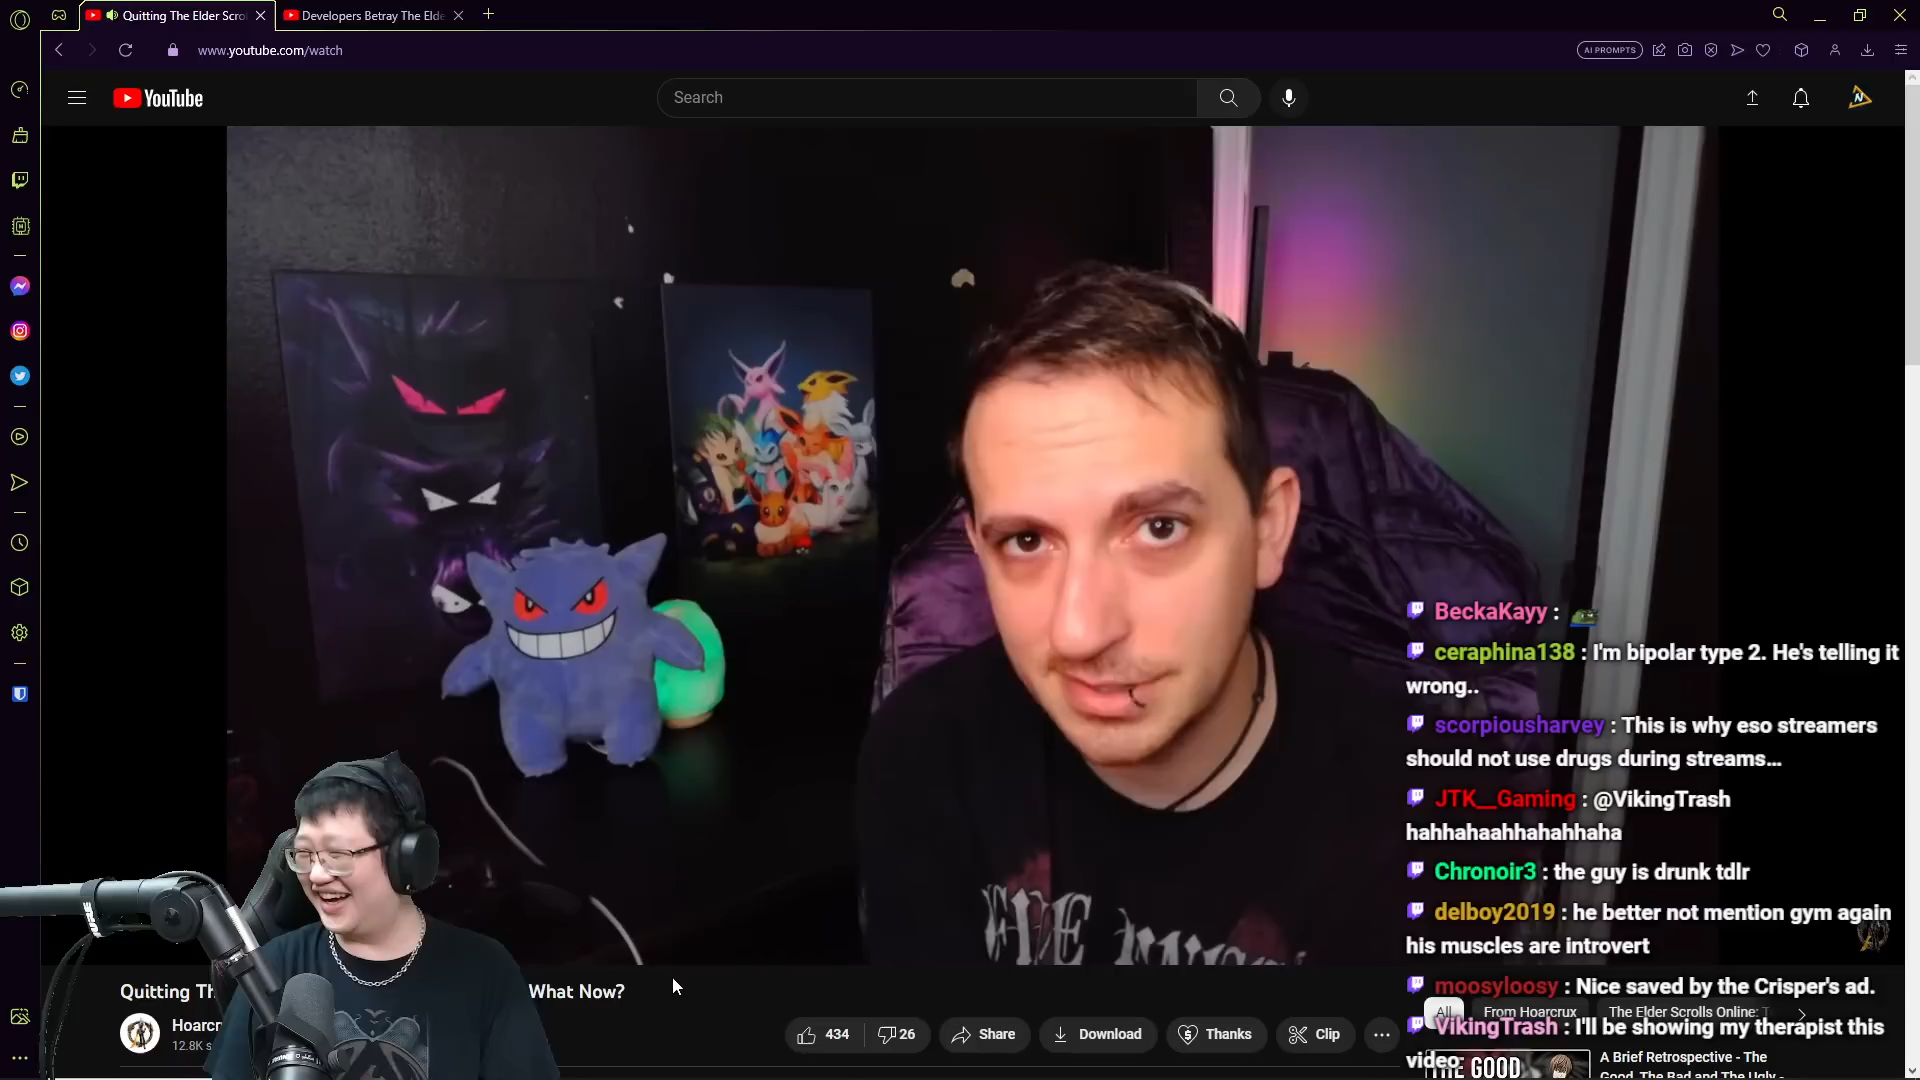 Quitting The Elder Scro
Developers Betray The Elde
www.youtube.com/watch
AI PROMPTS
YouTube
Search
N
BeckaKayy :
ceraphina138 : I'm bipolar type 2. He's telling it
wrong..
scorpiousharvey : This is why eso streamers
should not use drugs during streams...
JTK__Gaming : @VikingTrash
hahhahaahhahahhaha
Chronoir3 : the guy is drunk tdlr
delboy2019 : he better not mention gym again
his muscles are introvert
moosyloosy : Nice saved by the Crisper's ad.
VikingTrash : I'll be showing my therapist this
video
Quitting Th
What Now?
Hoarcr
12.8K s
434
26
Share
Download
Thanks
Clip
All
From Hoarcrux
The Elder Scrolls Online: T
THE GOOD
A Brief Retrospective - The
Good, The Bad and The Ugly -